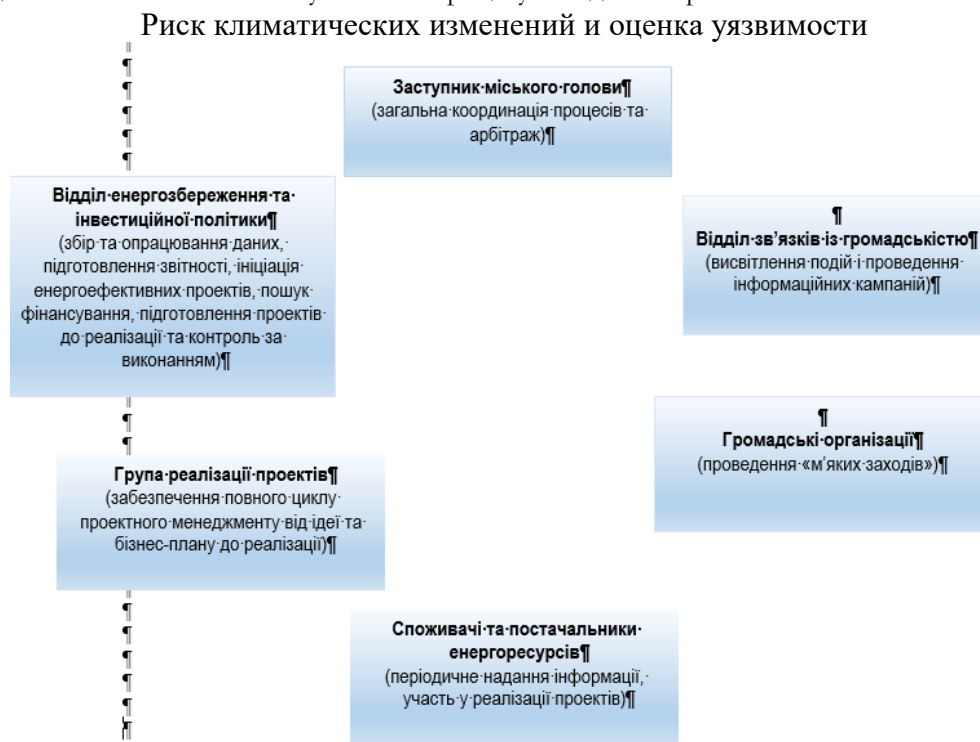 Риск климатических изменений и оценка уязвимости
Заступник·міського·голови¶
(загальна·координація·процесів·та·
арбітраж)¶
Відділ·енергозбереження·та·
інвестиційної·політики¶
(збір·та·опрацювання·даних,·
підготовлення·звітності,·ініціація·
енергоефективних·проектів,·пошук·
фінансування,·підготовлення·проектів·
до·реалізації·та·контроль·за·
виконанням)¶
¶
Відділ·зв’язків·із·громадськістю¶
(висвітлення·подій·і·проведення·
інформаційних·кампаній)¶
¶
Громадські·організації¶
(проведення·«м’яких·заходів»)¶
Група·реалізації·проектів¶
(забезпечення·повного·циклу·
проектного·менеджменту·від·ідеї·та·
бізнес-плану·до·реалізації)¶
Споживачі·та·постачальники·
енергоресурсів¶
(періодичне·надання·інформації,·
участь·у·реалізації·проектів)¶